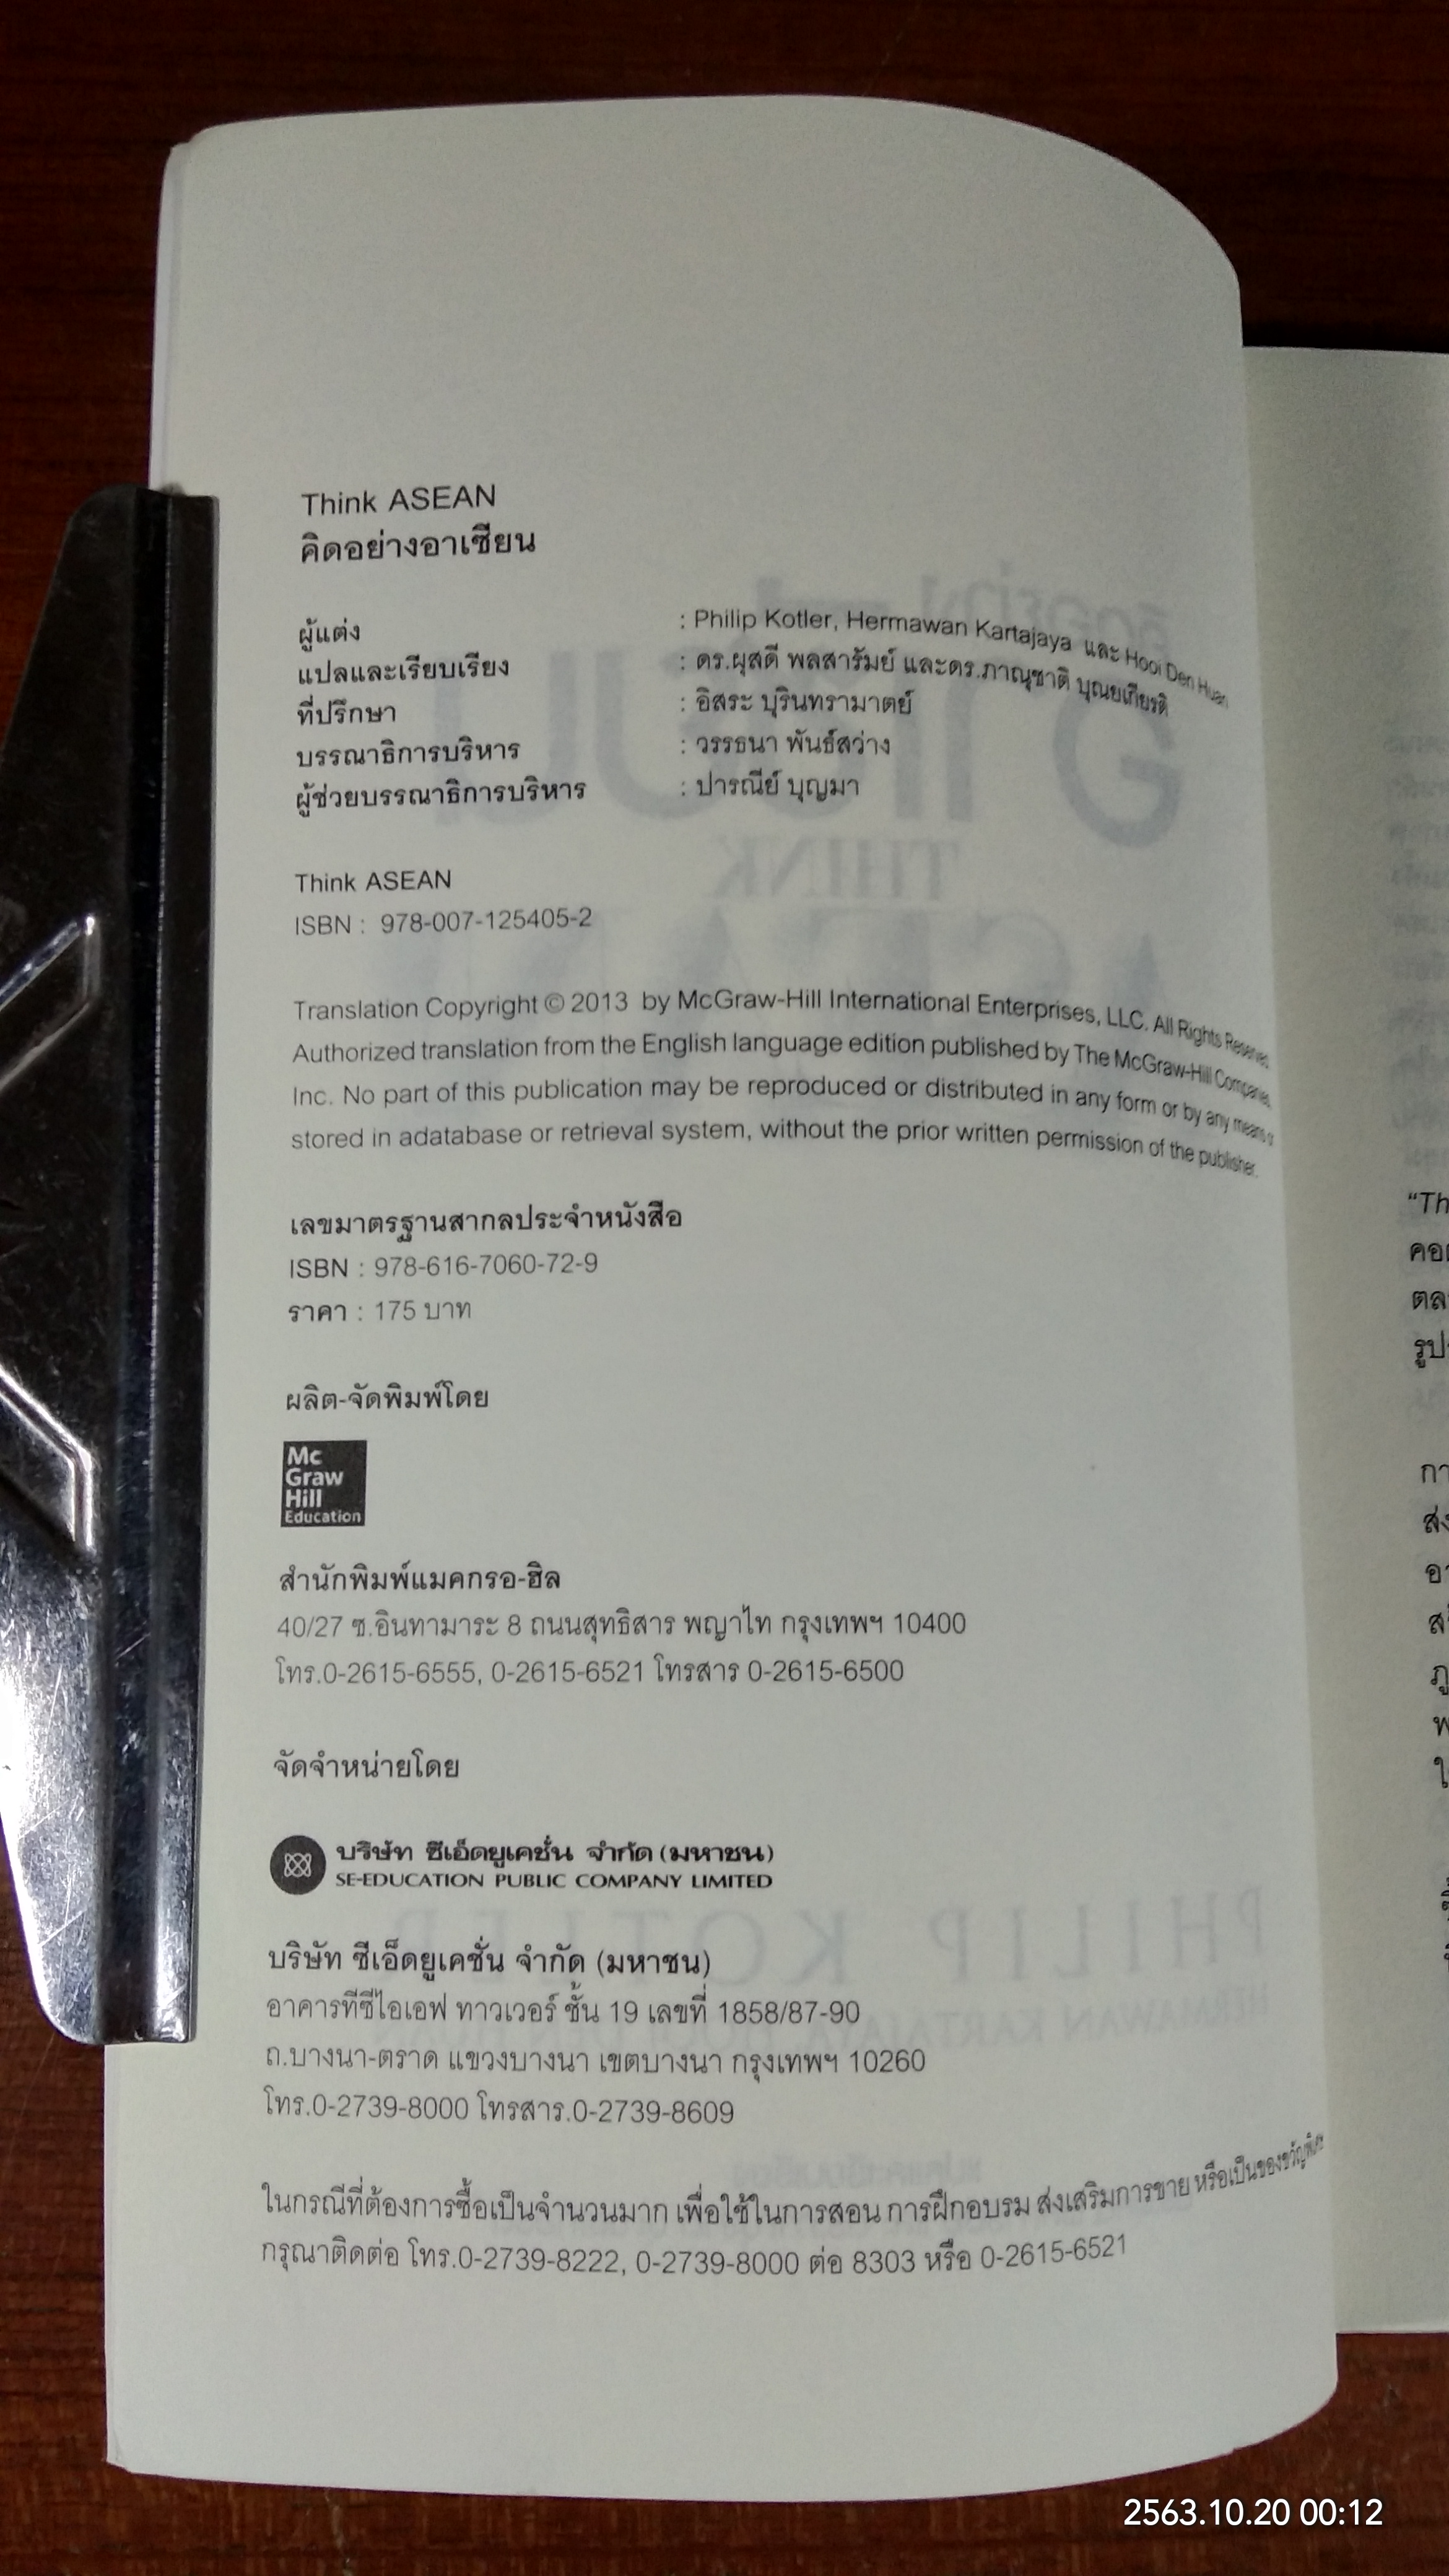 Think ASEAN
คิดอย่างอาเซียน
ผู้แต่ง : Philip Kotler, Hermawan Kartajaya และ Hooi Den Huan
แปลและเรียบเรียง : ดร.ผุสดี พลสารัมย์ และดร.ภาณุชาติ บุณยเกียรติ
ที่ปรึกษา : อิสระ บุรินทรามาตย์
บรรณาธิการบริหาร : วรรธนา พันธ์สว่าง
ผู้ช่วยบรรณาธิการบริหาร : ปารณีย์ บุญมา
Think ASEAN
ISBN : 978-007-125405-2
Translation Copyright © 2013 by McGraw-Hill International Enterprises, LLC. All Rights Reserved.
Authorized translation from the English language edition published by The McGraw-Hill Companies,
Inc. No part of this publication may be reproduced or distributed in any form or by any means or
stored in adatabase or retrieval system, without the prior written permission of the publisher.
เลขมาตรฐานสากลประจำหนังสือ
ISBN : 978-616-7060-72-9
ราคา : 175 บาท
ผลิต-จัดพิมพ์โดย
Mc
Graw
Hill
Education
สำนักพิมพ์แมคกรอ-ฮิล
40/27 ซ.อินทามาระ 8 ถนนสุทธิสาร พญาไท กรุงเทพฯ 10400
โทร.0-2615-6555, 0-2615-6521 โทรสาร 0-2615-6500
จัดจำหน่ายโดย
บริษัท ซีเอ็ดยูเคชั่น จำกัด (มหาชน)
SE-EDUCATION PUBLIC COMPANY LIMITED
บริษัท ซีเอ็ดยูเคชั่น จำกัด (มหาชน)
อาคารทีซีไอเอฟ ทาวเวอร์ ชั้น 19 เลขที่ 1858/87-90
ถ.บางนา-ตราด แขวงบางนา เขตบางนา กรุงเทพฯ 10260
โทร.0-2739-8000 โทรสาร.0-2739-8609
ในกรณีที่ต้องการซื้อเป็นจำนวนมาก เพื่อใช้ในการสอน การฝึกอบรม ส่งเสริมการขาย หรือเป็นของขวัญพิเศษ
กรุณาติดต่อ โทร.0-2739-8222, 0-2739-8000 ต่อ 8303 หรือ 0-2615-6521
2563.10.20 00:12